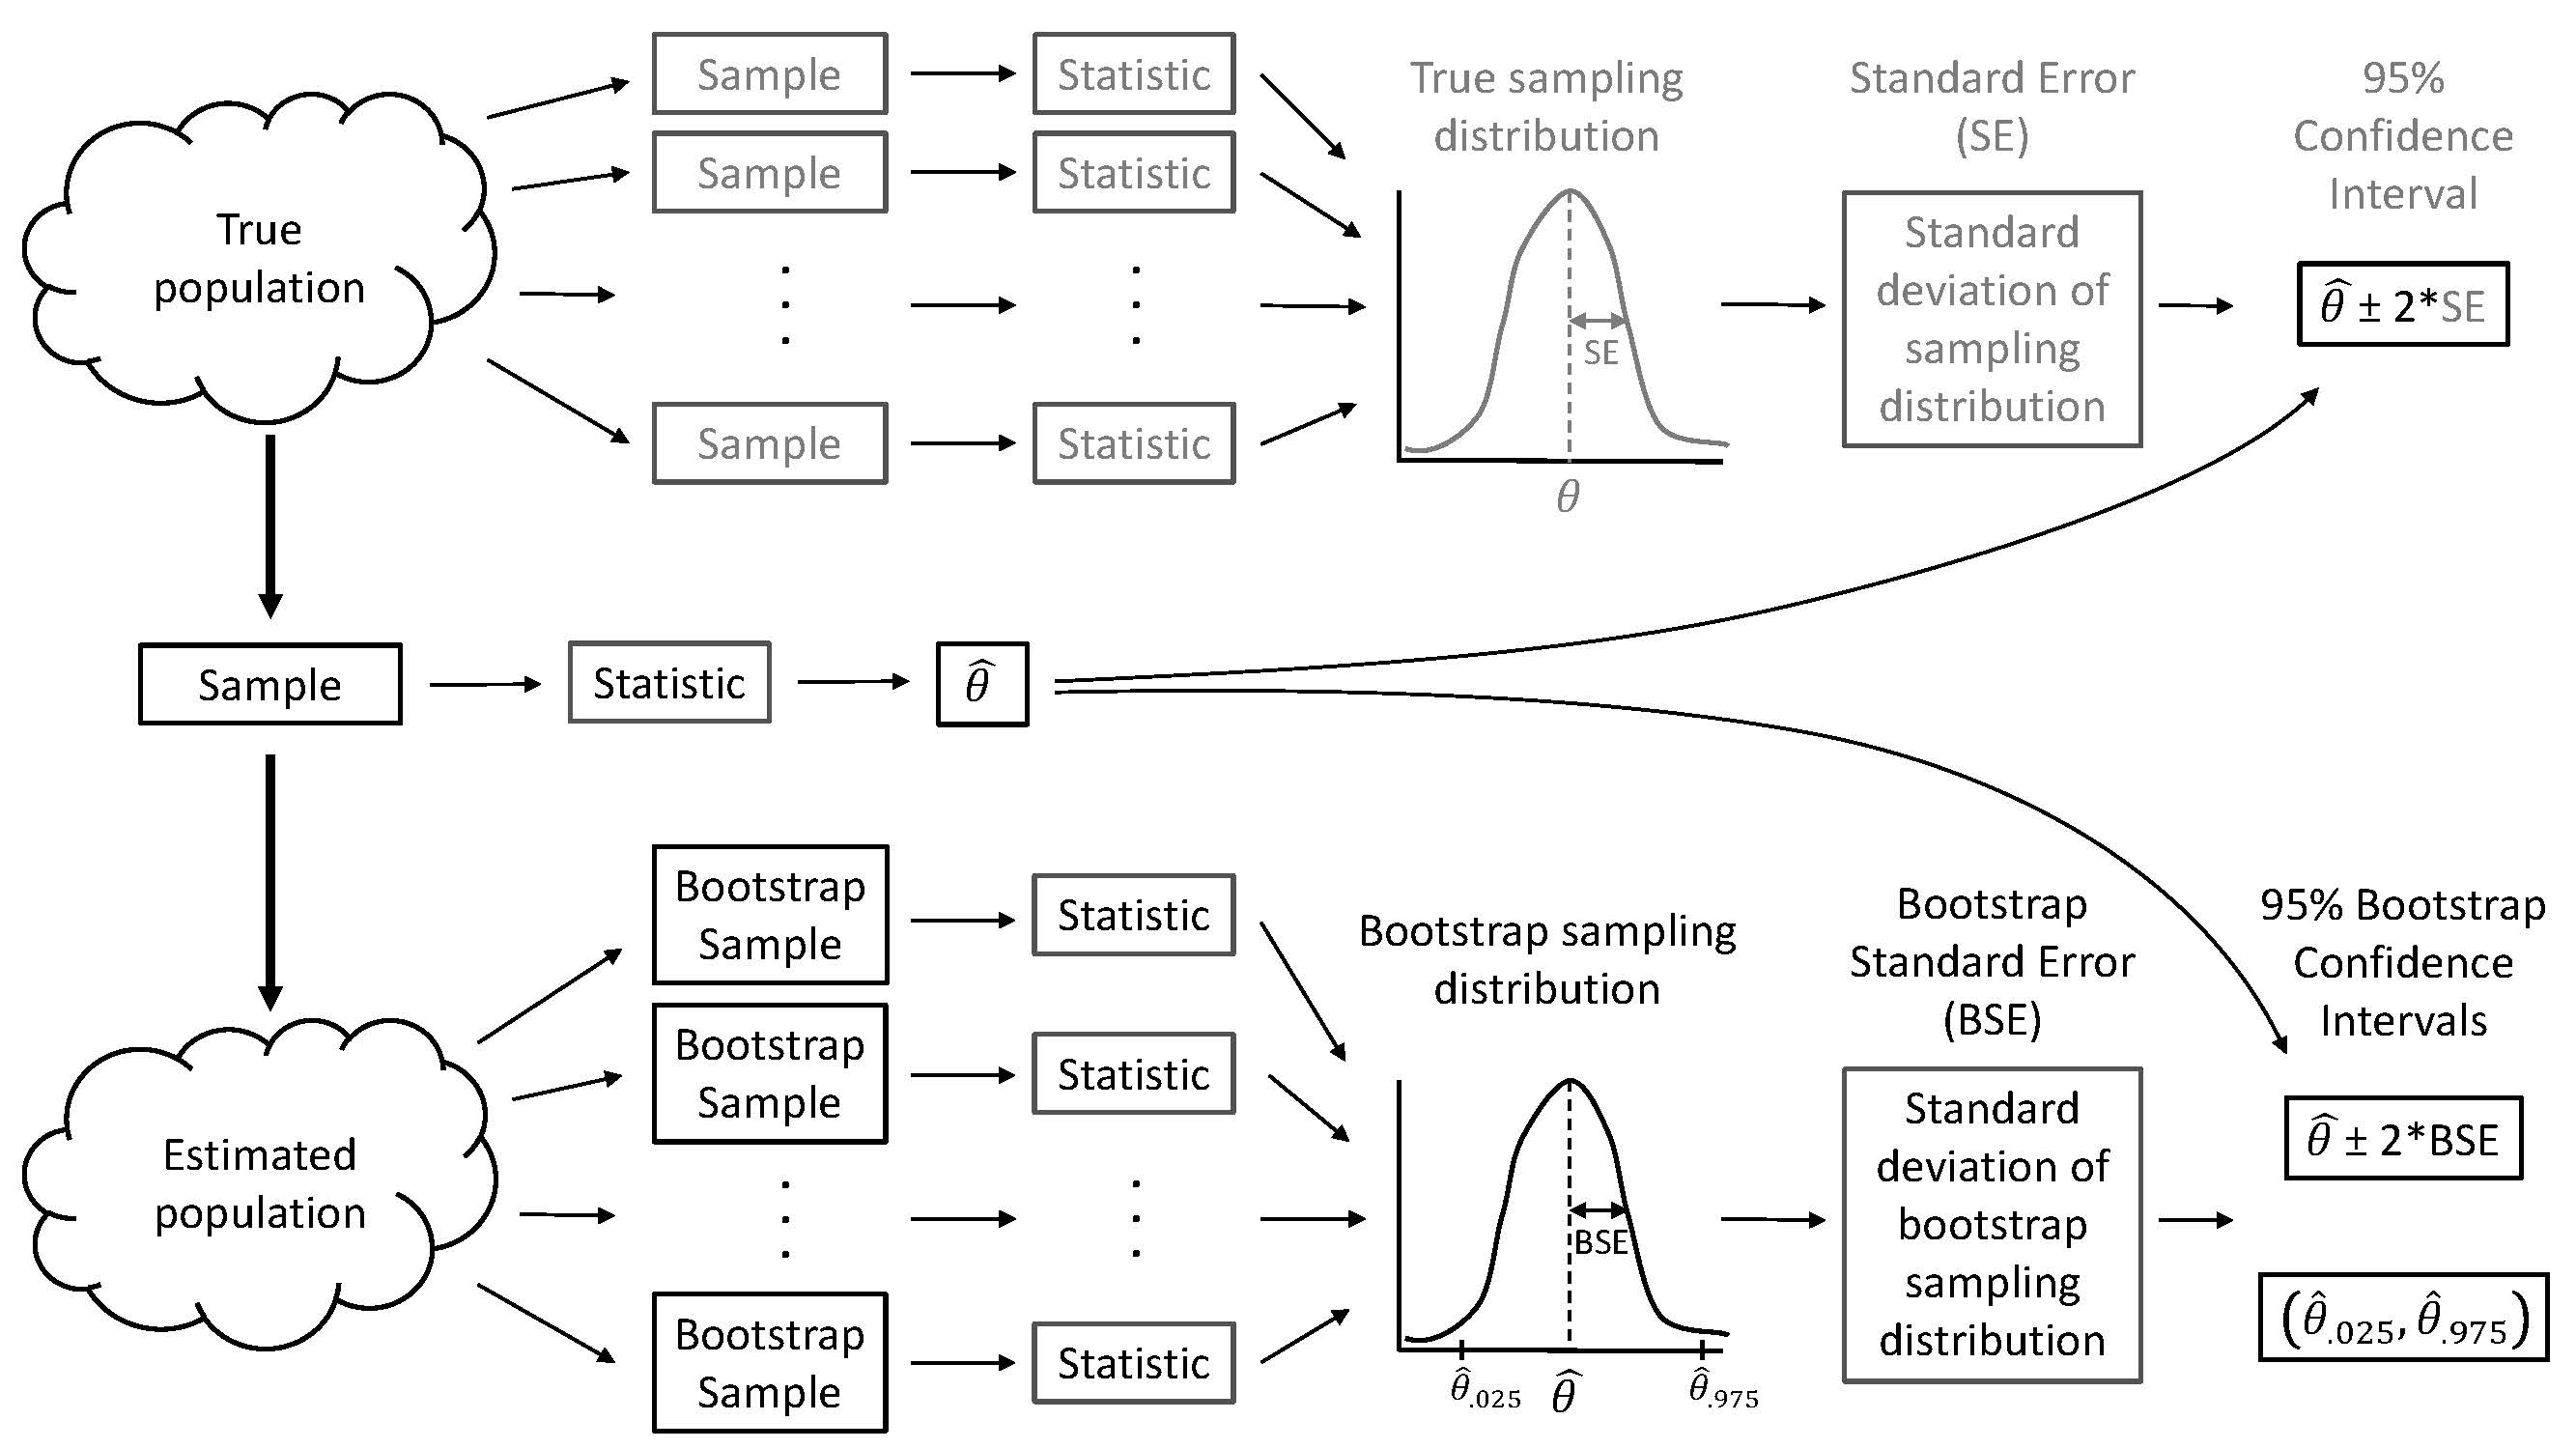 True
population
Sample
Statistic
Sample
Statistic
Sample
Statistic
True sampling
distribution
SE
θ
Standard Error
(SE)
Standard
deviation of
sampling
distribution
95%
Confidence
Interval
θ̂ ± 2*SE
Sample
Statistic
θ̂
Estimated
population
Bootstrap
Sample
Statistic
Bootstrap
Sample
Statistic
Bootstrap
Sample
Statistic
Bootstrap sampling
distribution
BSE
θ̂.025
θ̂
θ̂.975
Bootstrap
Standard Error
(BSE)
Standard
deviation of
bootstrap
sampling
distribution
95% Bootstrap
Confidence
Intervals
θ̂ ± 2*BSE
(θ̂.025, θ̂.975)